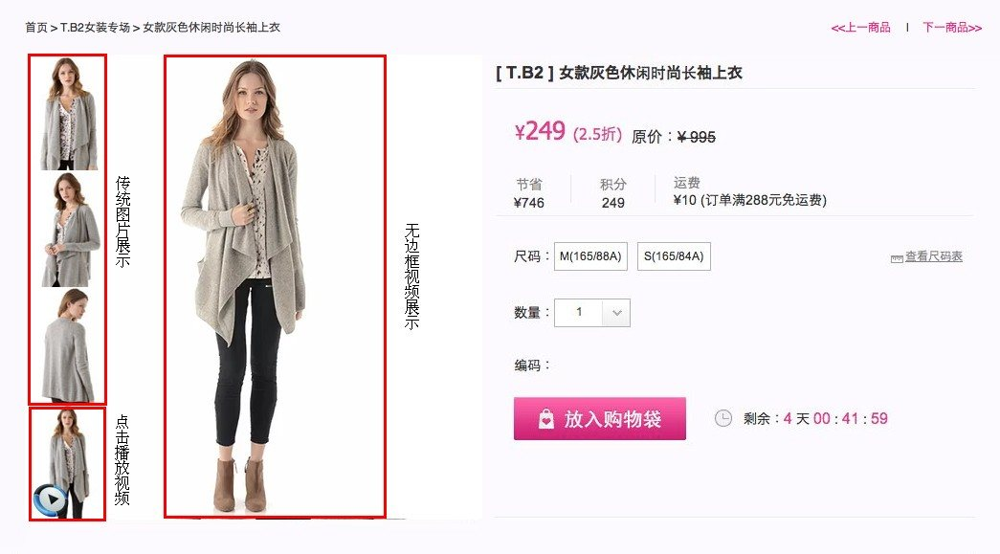 首页 > T.B2女装专场 > 女款灰色休闲时尚长袖上衣
<<上一商品 | 下一商品>>
传统图片展示
点击播放视频
无边框视频展示
[ T.B2 ] 女款灰色休闲时尚长袖上衣
¥249 (2.5折) 原价：¥ 995
节省 积分 运费
¥746 249 ¥10 (订单满288元免运费)
尺码： M(165/88A) S(165/84A) 查看尺码表
数量： 1
编码：
放入购物袋 剩余：4 天 00 : 41 : 59